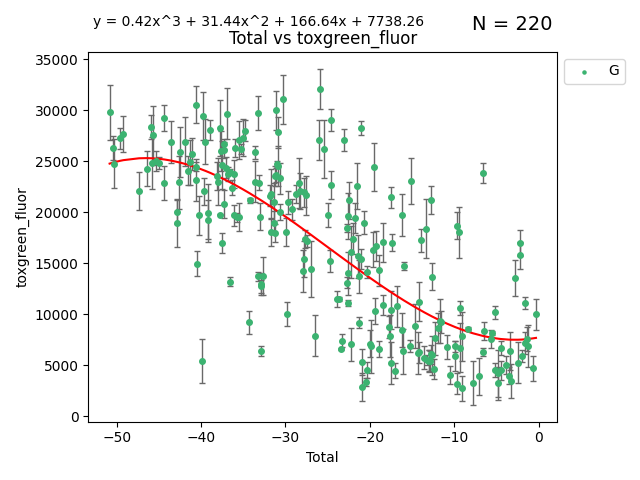 y = 0.42x^3 + 31.44x^2 + 166.64x + 7738.26
N = 220
Total vs toxgreen_fluor
35000
30000
25000
20000
15000
10000
5000
0
toxgreen_fluor
−50 −40 −30 −20 −10 0
Total
G